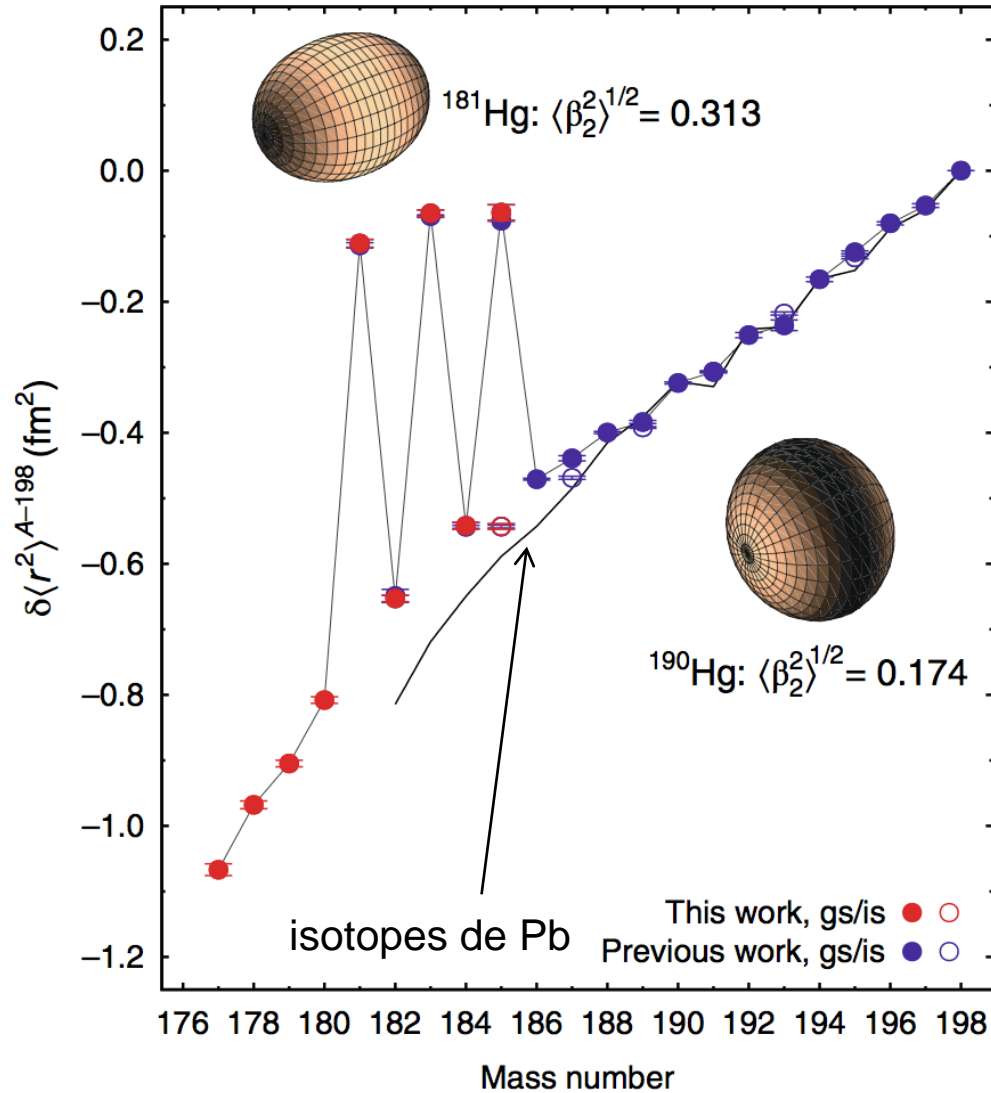 0.2
0.0
−0.2
−0.4
−0.6
−0.8
−1.0
−1.2
δ⟨r²⟩^A−198 (fm²)
¹⁸¹Hg: ⟨β₂²⟩^1/2 = 0.313
¹⁹⁰Hg: ⟨β₂²⟩^1/2 = 0.174
isotopes de Pb
This work, gs/is
Previous work, gs/is
176 178 180 182 184 186 188 190 192 194 196 198
Mass number